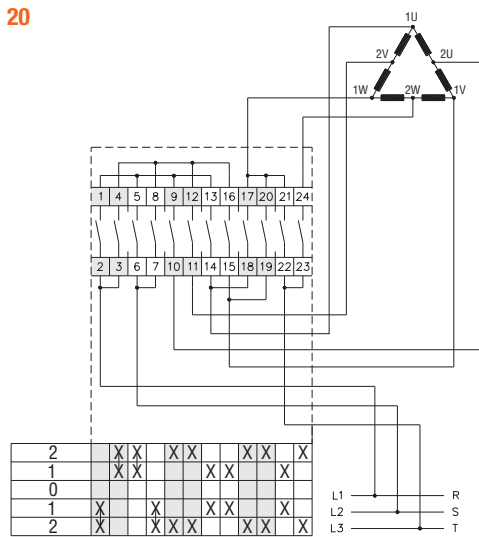 20
1U
2V 2U
1W 2W 1V
1 4 5 8 9 12 13 16 17 20 21 24
2 3 6 7 10 11 14 15 18 19 22 23
2 X X X X X X X
1 X X X X X
0
1 X X X X X
2 X X X X X X X
L1 R
L2 S
L3 T